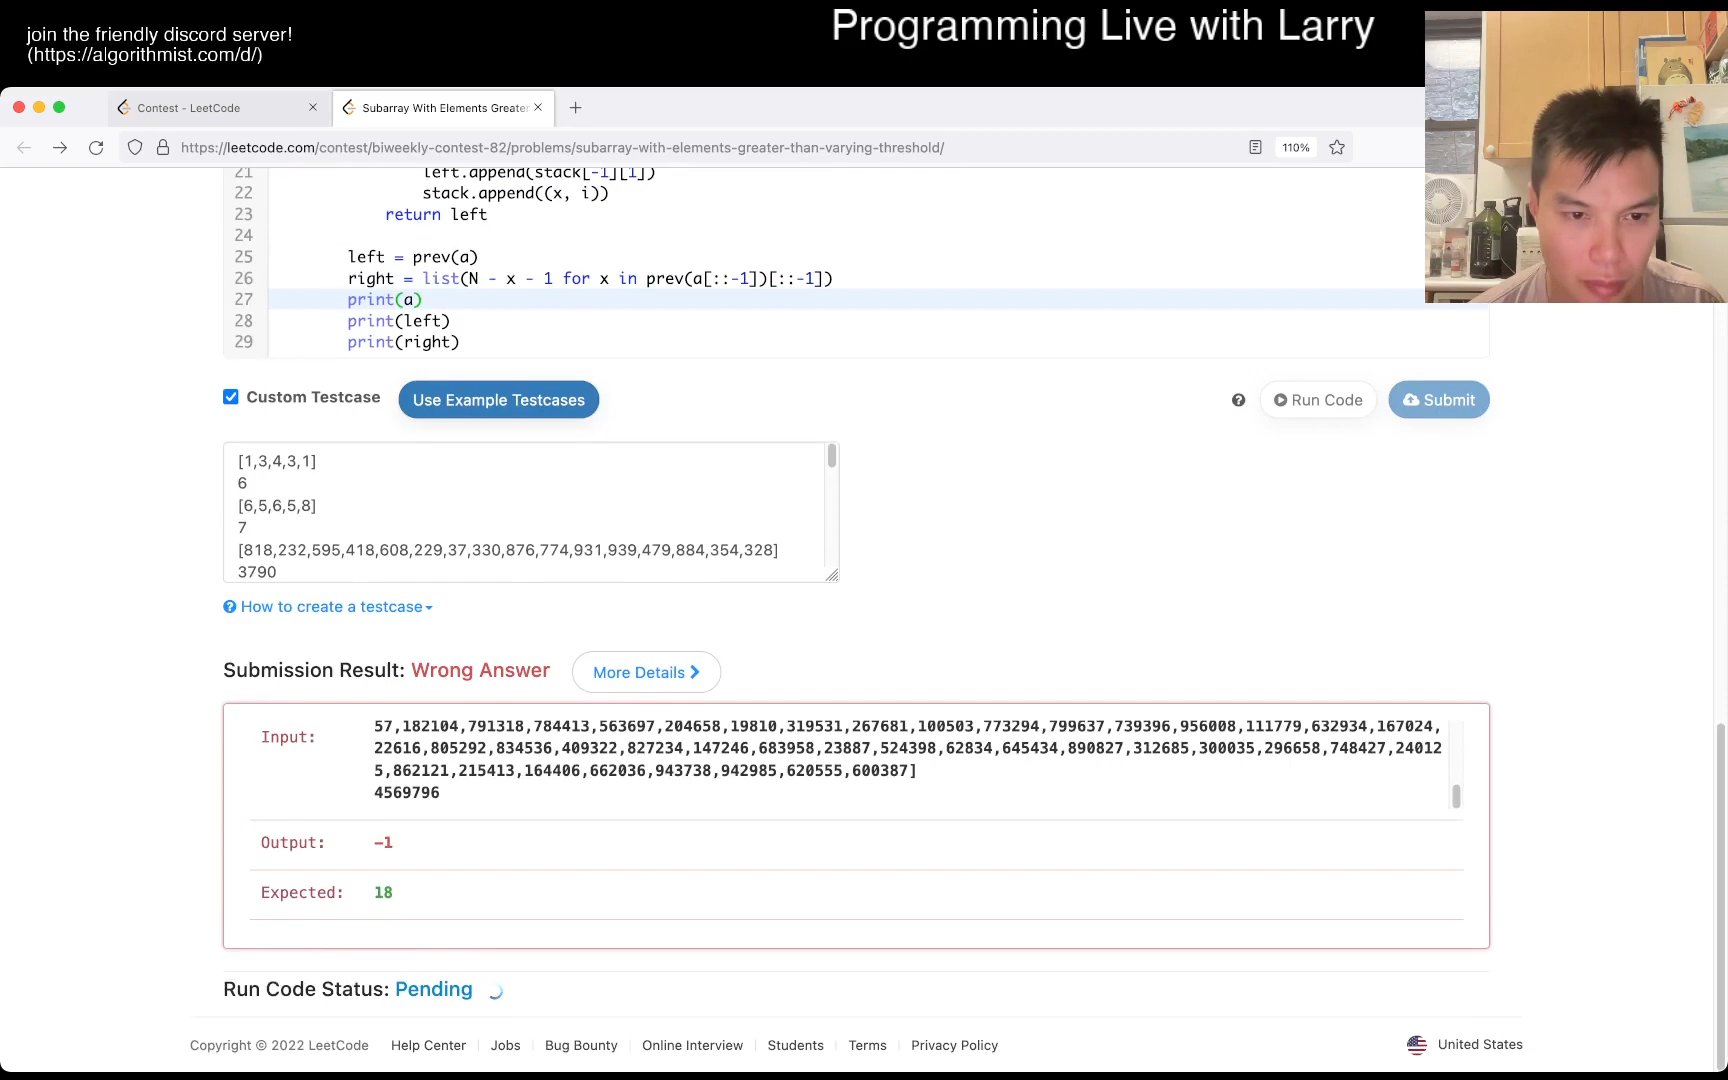 join the friendly discord server!
(https://algorithmist.com/d/)
Programming Live with Larry
Contest - LeetCode
Subarray With Elements Greater
https://leetcode.com/contest/biweekly-contest-82/problems/subarray-with-elements-greater-than-varying-threshold/
110%
21 left.append(stack[-1][1])
22 stack.append((x, i))
23 return left
24
25 left = prev(a)
26 right = list(N - x - 1 for x in prev(a[::-1])[::-1])
27 print(a)
28 print(left)
29 print(right)
Custom Testcase
Use Example Testcases
Run Code
Submit
[1,3,4,3,1]
6
[6,5,6,5,8]
7
[818,232,595,418,608,229,37,330,876,774,931,939,479,884,354,328]
3790
How to create a testcase
Submission Result: Wrong Answer
More Details
Input:
57,182104,791318,784413,563697,204658,19810,319531,267681,100503,773294,799637,739396,956008,111779,632934,167024,
22616,805292,834536,409322,827234,147246,683958,23887,524398,62834,645434,890827,312685,300035,296658,748427,24012
5,862121,215413,164406,662036,943738,942985,620555,600387]
4569796
Output: -1
Expected: 18
Run Code Status: Pending
Copyright © 2022 LeetCode Help Center Jobs Bug Bounty Online Interview Students Terms Privacy Policy
United States